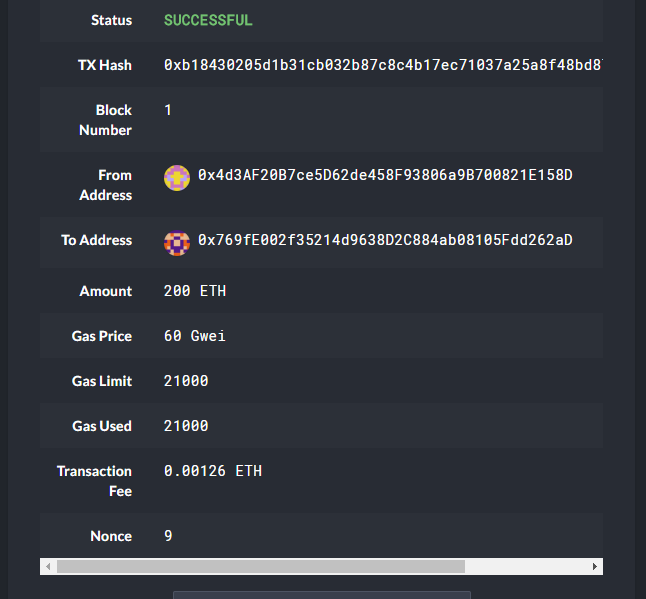 Status SUCCESSFUL
TX Hash 0xb18430205d1b31cb032b87c8c4b17ec71037a25a8f48bd8
Block Number 1
From Address 0x4d3AF20B7ce5D62de458F93806a9B700821E158D
To Address 0x769fE002f35214d9638D2C884ab08105Fdd262aD
Amount 200 ETH
Gas Price 60 Gwei
Gas Limit 21000
Gas Used 21000
Transaction Fee 0.00126 ETH
Nonce 9